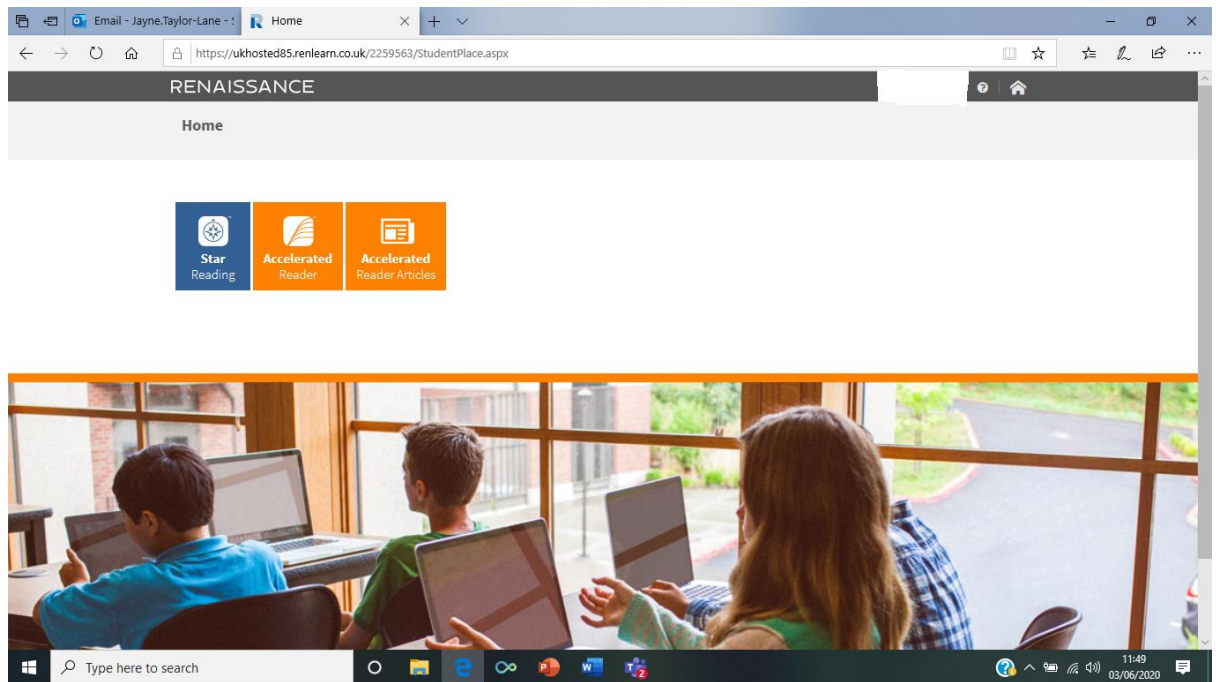 Email - Jayne.Taylor-Lane - S
Home
https://ukhosted85.renlearn.co.uk/2259563/StudentPlace.aspx
RENAISSANCE
Home
Star
Reading
Accelerated
Reader
Accelerated
Reader Articles
Type here to search
2
11:49
03/06/2020